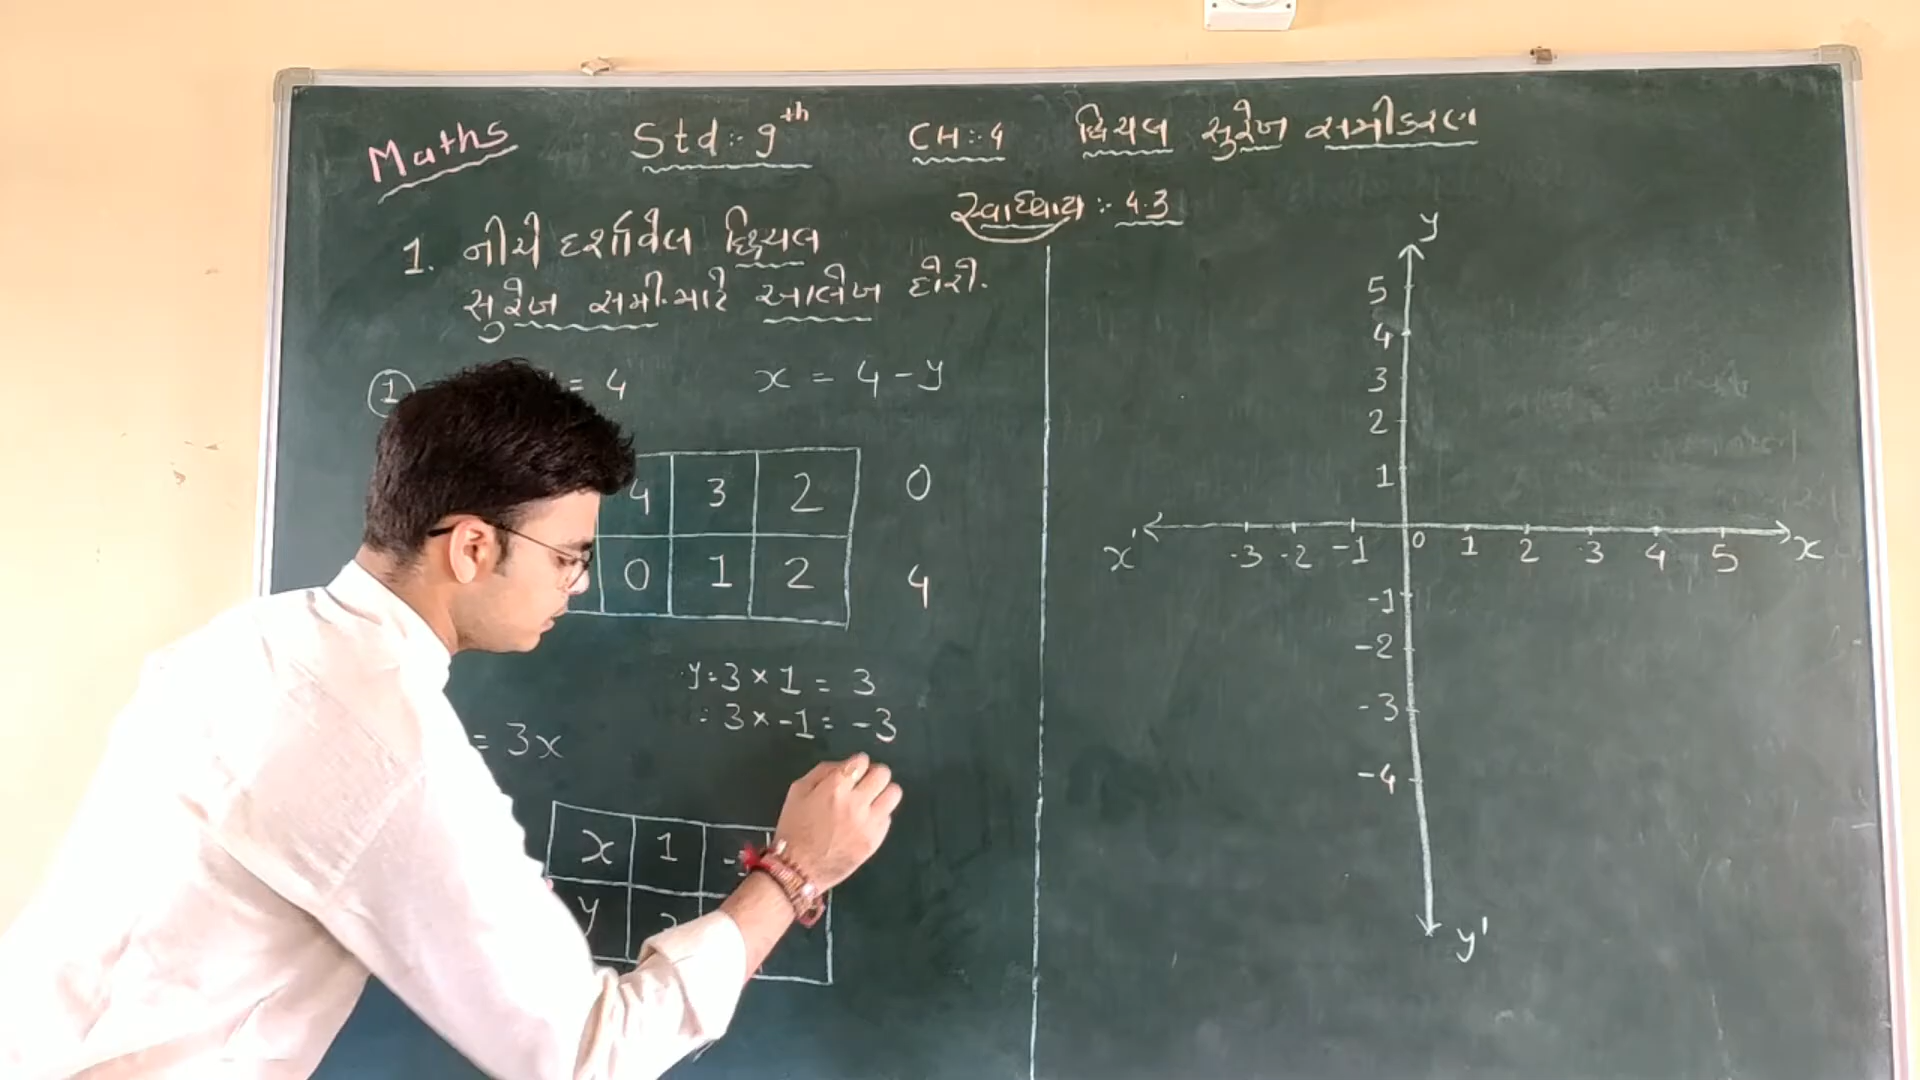 Maths Std:- 9th CH:- 4 દ્વિચલ સુરેખ સમીકરણ
સ્વાધ્યાય :- 4.3
1. નીચે દર્શાવેલ દ્વિચલ
સુરેખ સમી. માટે આલેખ દોરો.
1 = 4 x = 4 - y
4 3 2 0
0 1 2 4
y = 3 × 1 = 3
= 3 × -1 = -3
= 3x
x 1
y
y
5
4
3
2
1
x' -3 -2 -1 0 1 2 3 4 5 x
-1
-2
-3
-4
y'